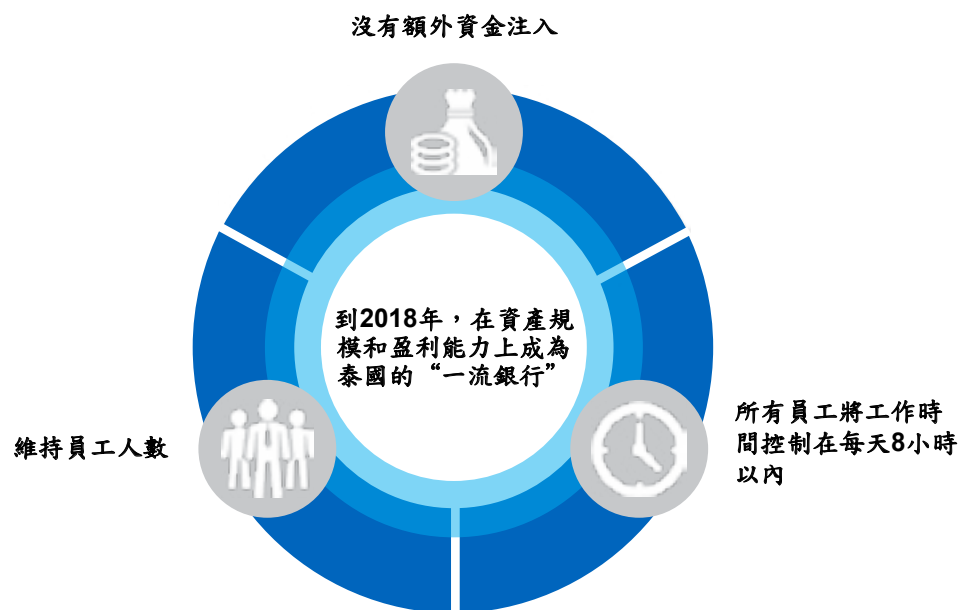 沒有額外資金注入
到2018年，在資產規
模和盈利能力上成為
泰國的“一流銀行”
維持員工人數
所有員工將工作時
間控制在每天8小時
以內